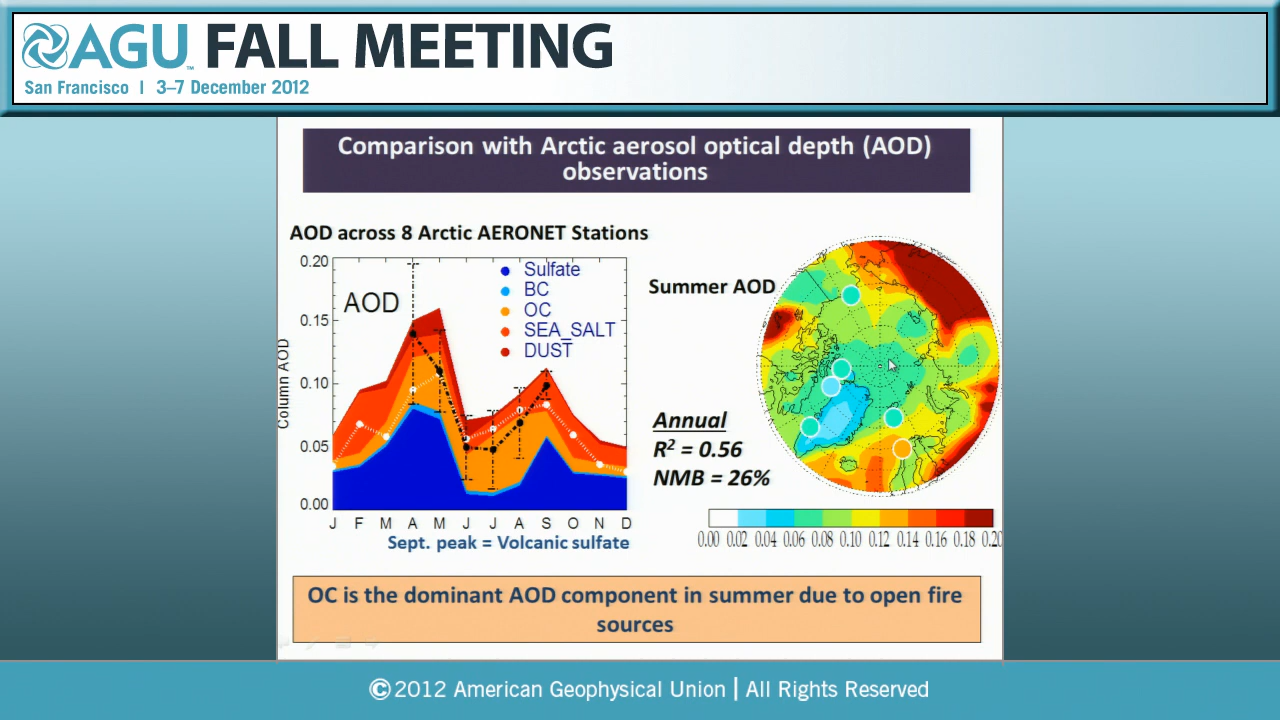 AGU FALL MEETING
San Francisco | 3–7 December 2012
Comparison with Arctic aerosol optical depth (AOD)
observations
AOD across 8 Arctic AERONET Stations
Column AOD
0.20
0.15
0.10
0.05
0.00
AOD
Sulfate
BC
OC
SEA_SALT
DUST
J F M A M J J A S O N D
Sept. peak = Volcanic sulfate
Summer AOD
Annual
R² = 0.56
NMB = 26%
0.00 0.02 0.04 0.06 0.08 0.10 0.12 0.14 0.16 0.18 0.20
OC is the dominant AOD component in summer due to open fire
sources
©2012 American Geophysical Union | All Rights Reserved